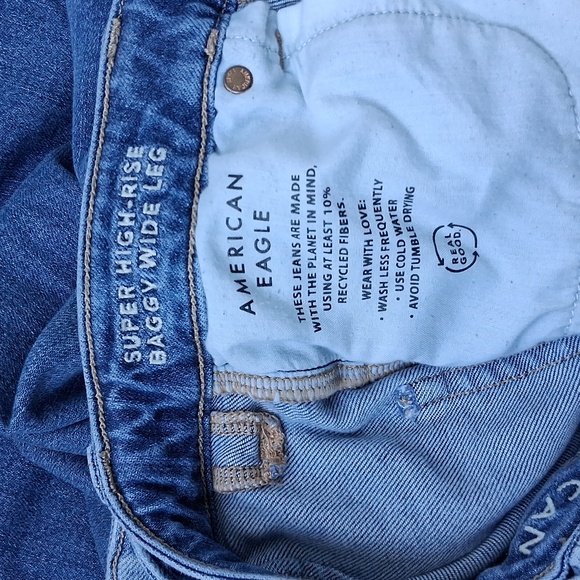 SUPER HIGH-RISE
BAGGY WIDE LEG
AMERICAN
EAGLE
THESE JEANS ARE MADE
WITH THE PLANET IN MIND,
USING AT LEAST 10%
RECYCLED FIBERS.
WEAR WITH LOVE:
• WASH LESS FREQUENTLY
• USE COLD WATER
• AVOID TUMBLE DRYING
REAL
GOOD.
ICAN